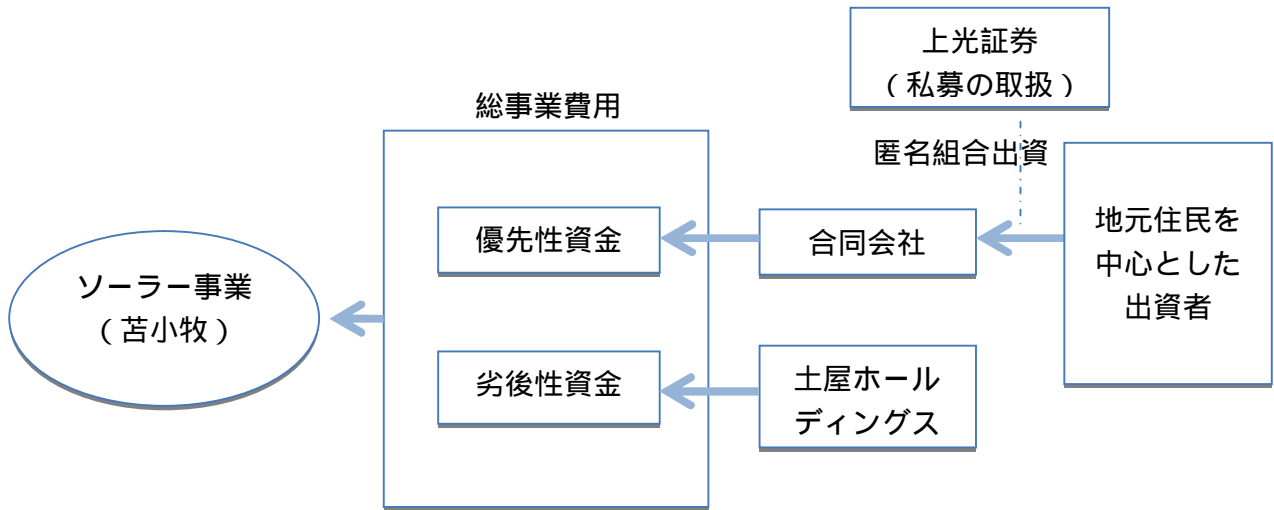 上光証券
（私募の取扱）
総事業費用
匿名組合出資
地元住民を
中心とした
出資者
優先性資金
合同会社
ソーラー事業
（苫小牧）
劣後性資金
土屋ホール
ディングス